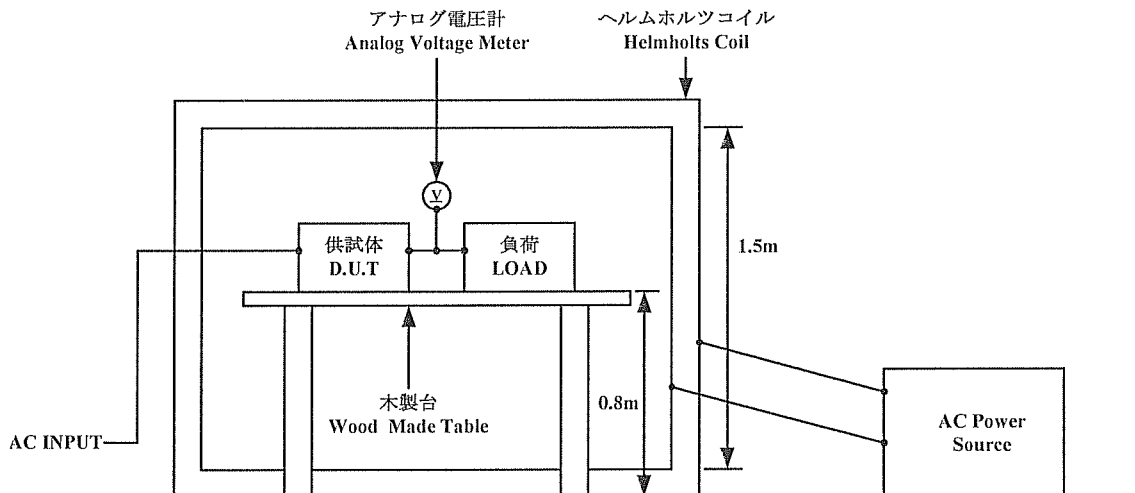 アナログ電圧計
Analog Voltage Meter
ヘルムホルツコイル
Helmholts Coil
V
供試体
D.U.T
負荷
LOAD
1.5m
木製台
Wood Made Table
0.8m
AC INPUT
AC Power
Source